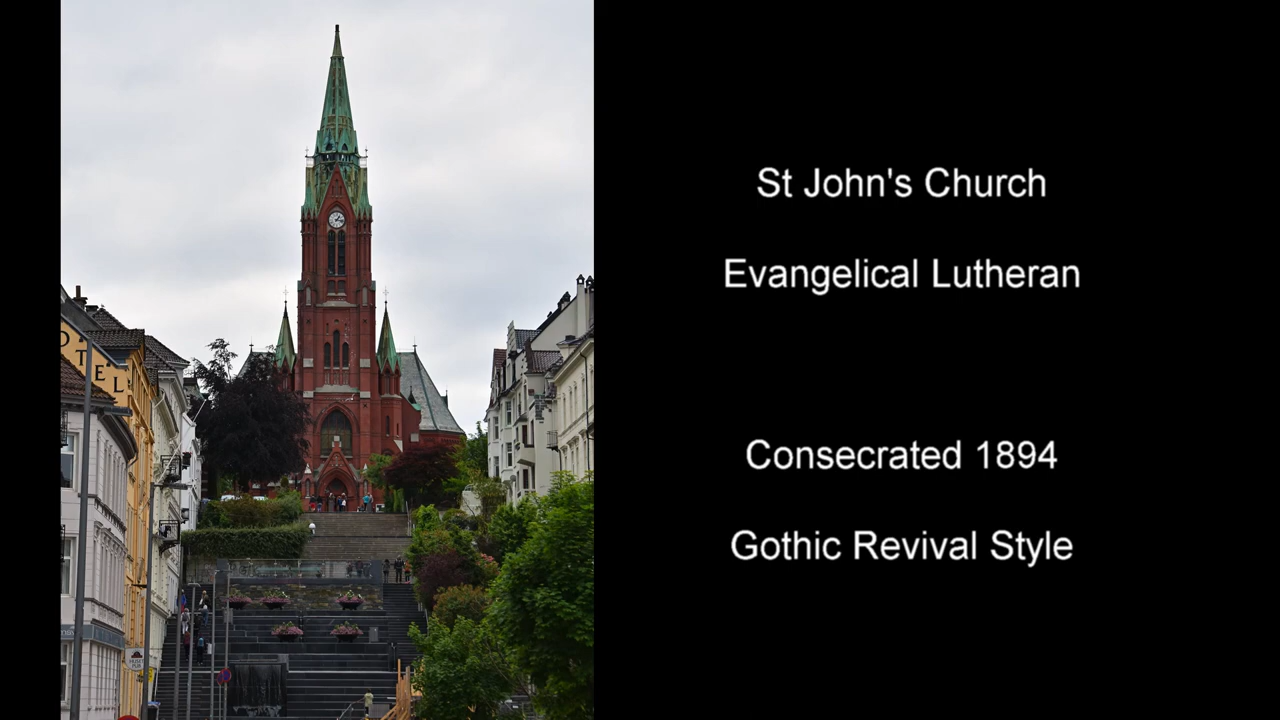 OTEL
St John's Church
Evangelical Lutheran
Consecrated 1894
Gothic Revival Style